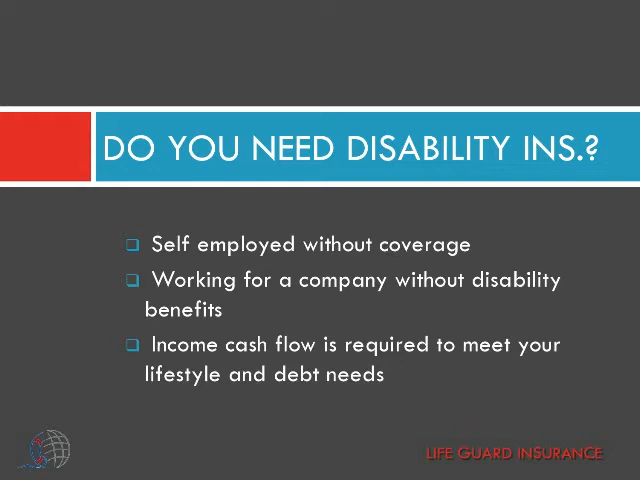 DO YOU NEED DISABILITY INS.?
Self employed without coverage
Working for a company without disability
benefits
Income cash flow is required to meet your
lifestyle and debt needs
LIFE GUARD INSURANCE